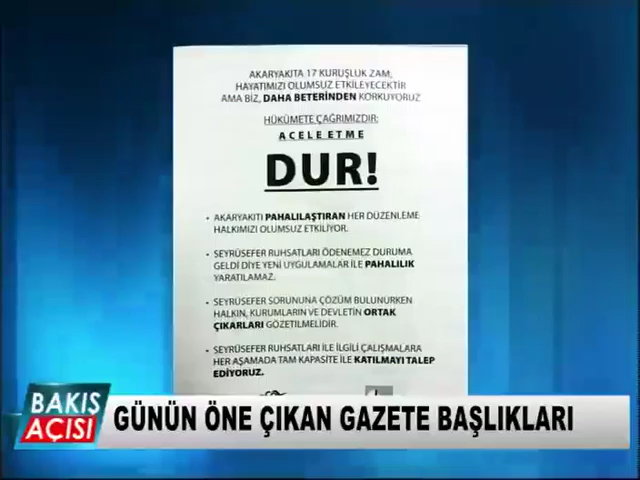 AKARYAKITA 17 KURUŞLUK ZAM,
HAYATIMIZI OLUMSUZ ETKİLEYECEKTİR
AMA BİZ, DAHA BETERİNDEN KORKUYORUZ
HÜKÜMETE ÇAĞRIMIZDIR:
ACELE ETME
DUR!
• AKARYAKITI PAHALILAŞTIRAN HER DÜZENLEME
HALKIMIZI OLUMSUZ ETKİLİYOR.
• SEYRÜSEFER RUHSATLARI ÖDENEMEZ DURUMA
GELDİ DİYE YENİ UYGULAMALAR İLE PAHALILIK
YARATILAMAZ.
• SEYRÜSEFER SORUNUNA ÇÖZÜM BULUNURKEN
HALKIN, KURUMLARIN VE DEVLETİN ORTAK
ÇIKARLARI GÖZETİLMELİDİR.
• SEYRÜSEFER RUHSATLARI İLE İLGİLİ ÇALIŞMALARA
HER AŞAMADA TAM KAPASİTE İLE KATILMAYI TALEP
EDİYORUZ.
BAKIŞ
AÇISI
GÜNÜN ÖNE ÇIKAN GAZETE BAŞLIKLARI